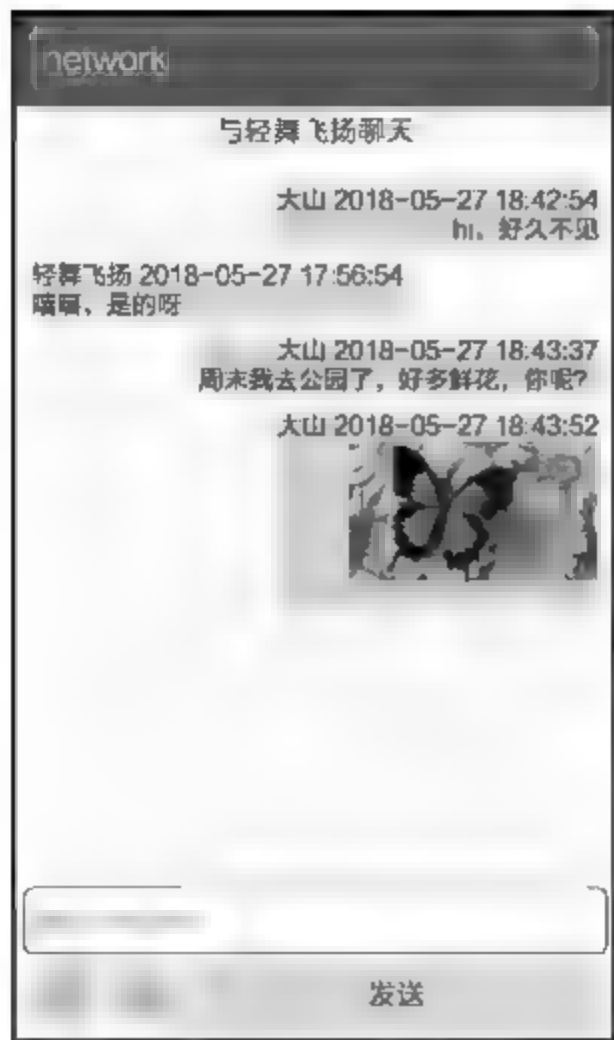 network
与轻舞飞扬聊天
大山 2018-05-27 18:42:54
hi，好久不见
轻舞飞扬 2018-05-27 17:56:54
嘻嘻，是的呀
大山 2018-05-27 18:43:37
周末我去公园了，好多鲜花，你呢？
大山 2018-05-27 18:43:52
发送